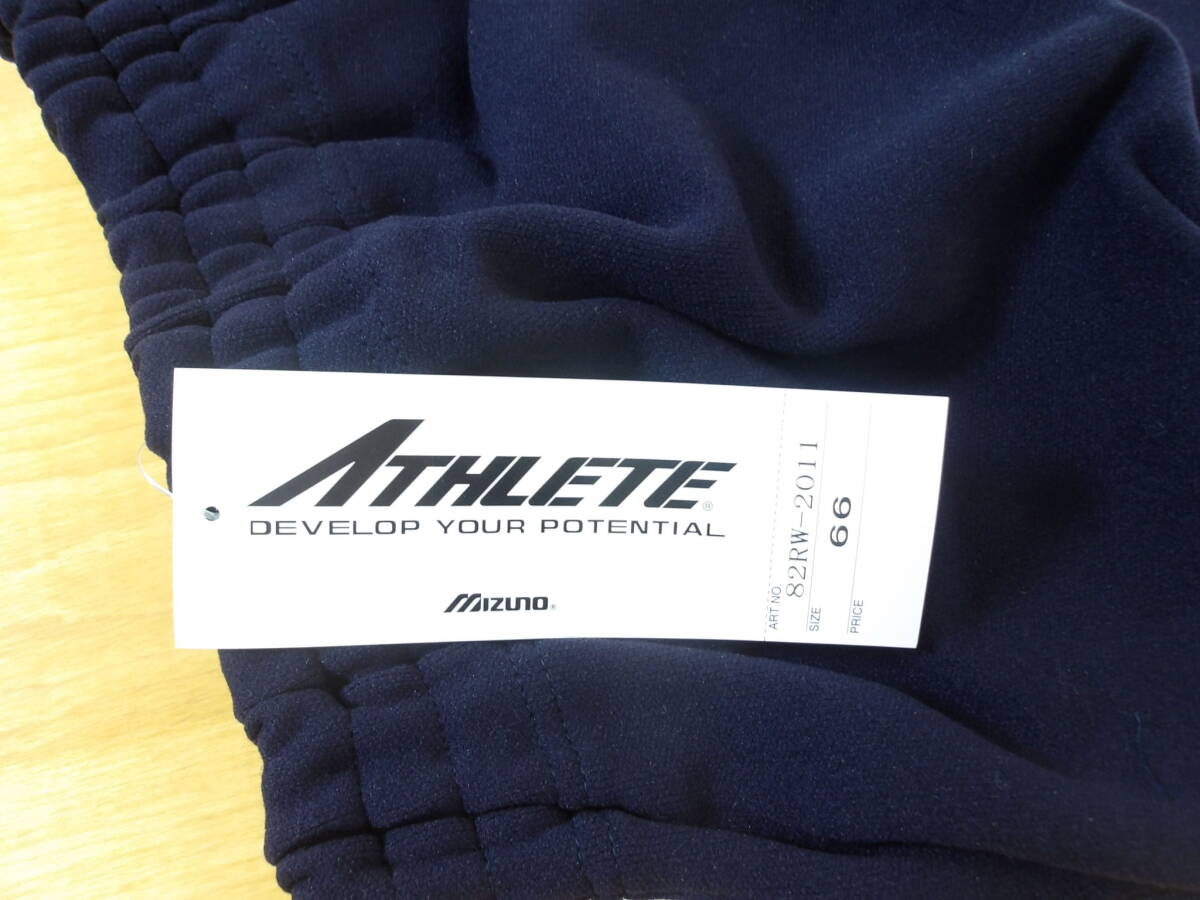 ATHLETE®
DEVELOP YOUR POTENTIAL
MIZUNO®
ART.NO. 82RW-2011
SIZE 66
PRICE